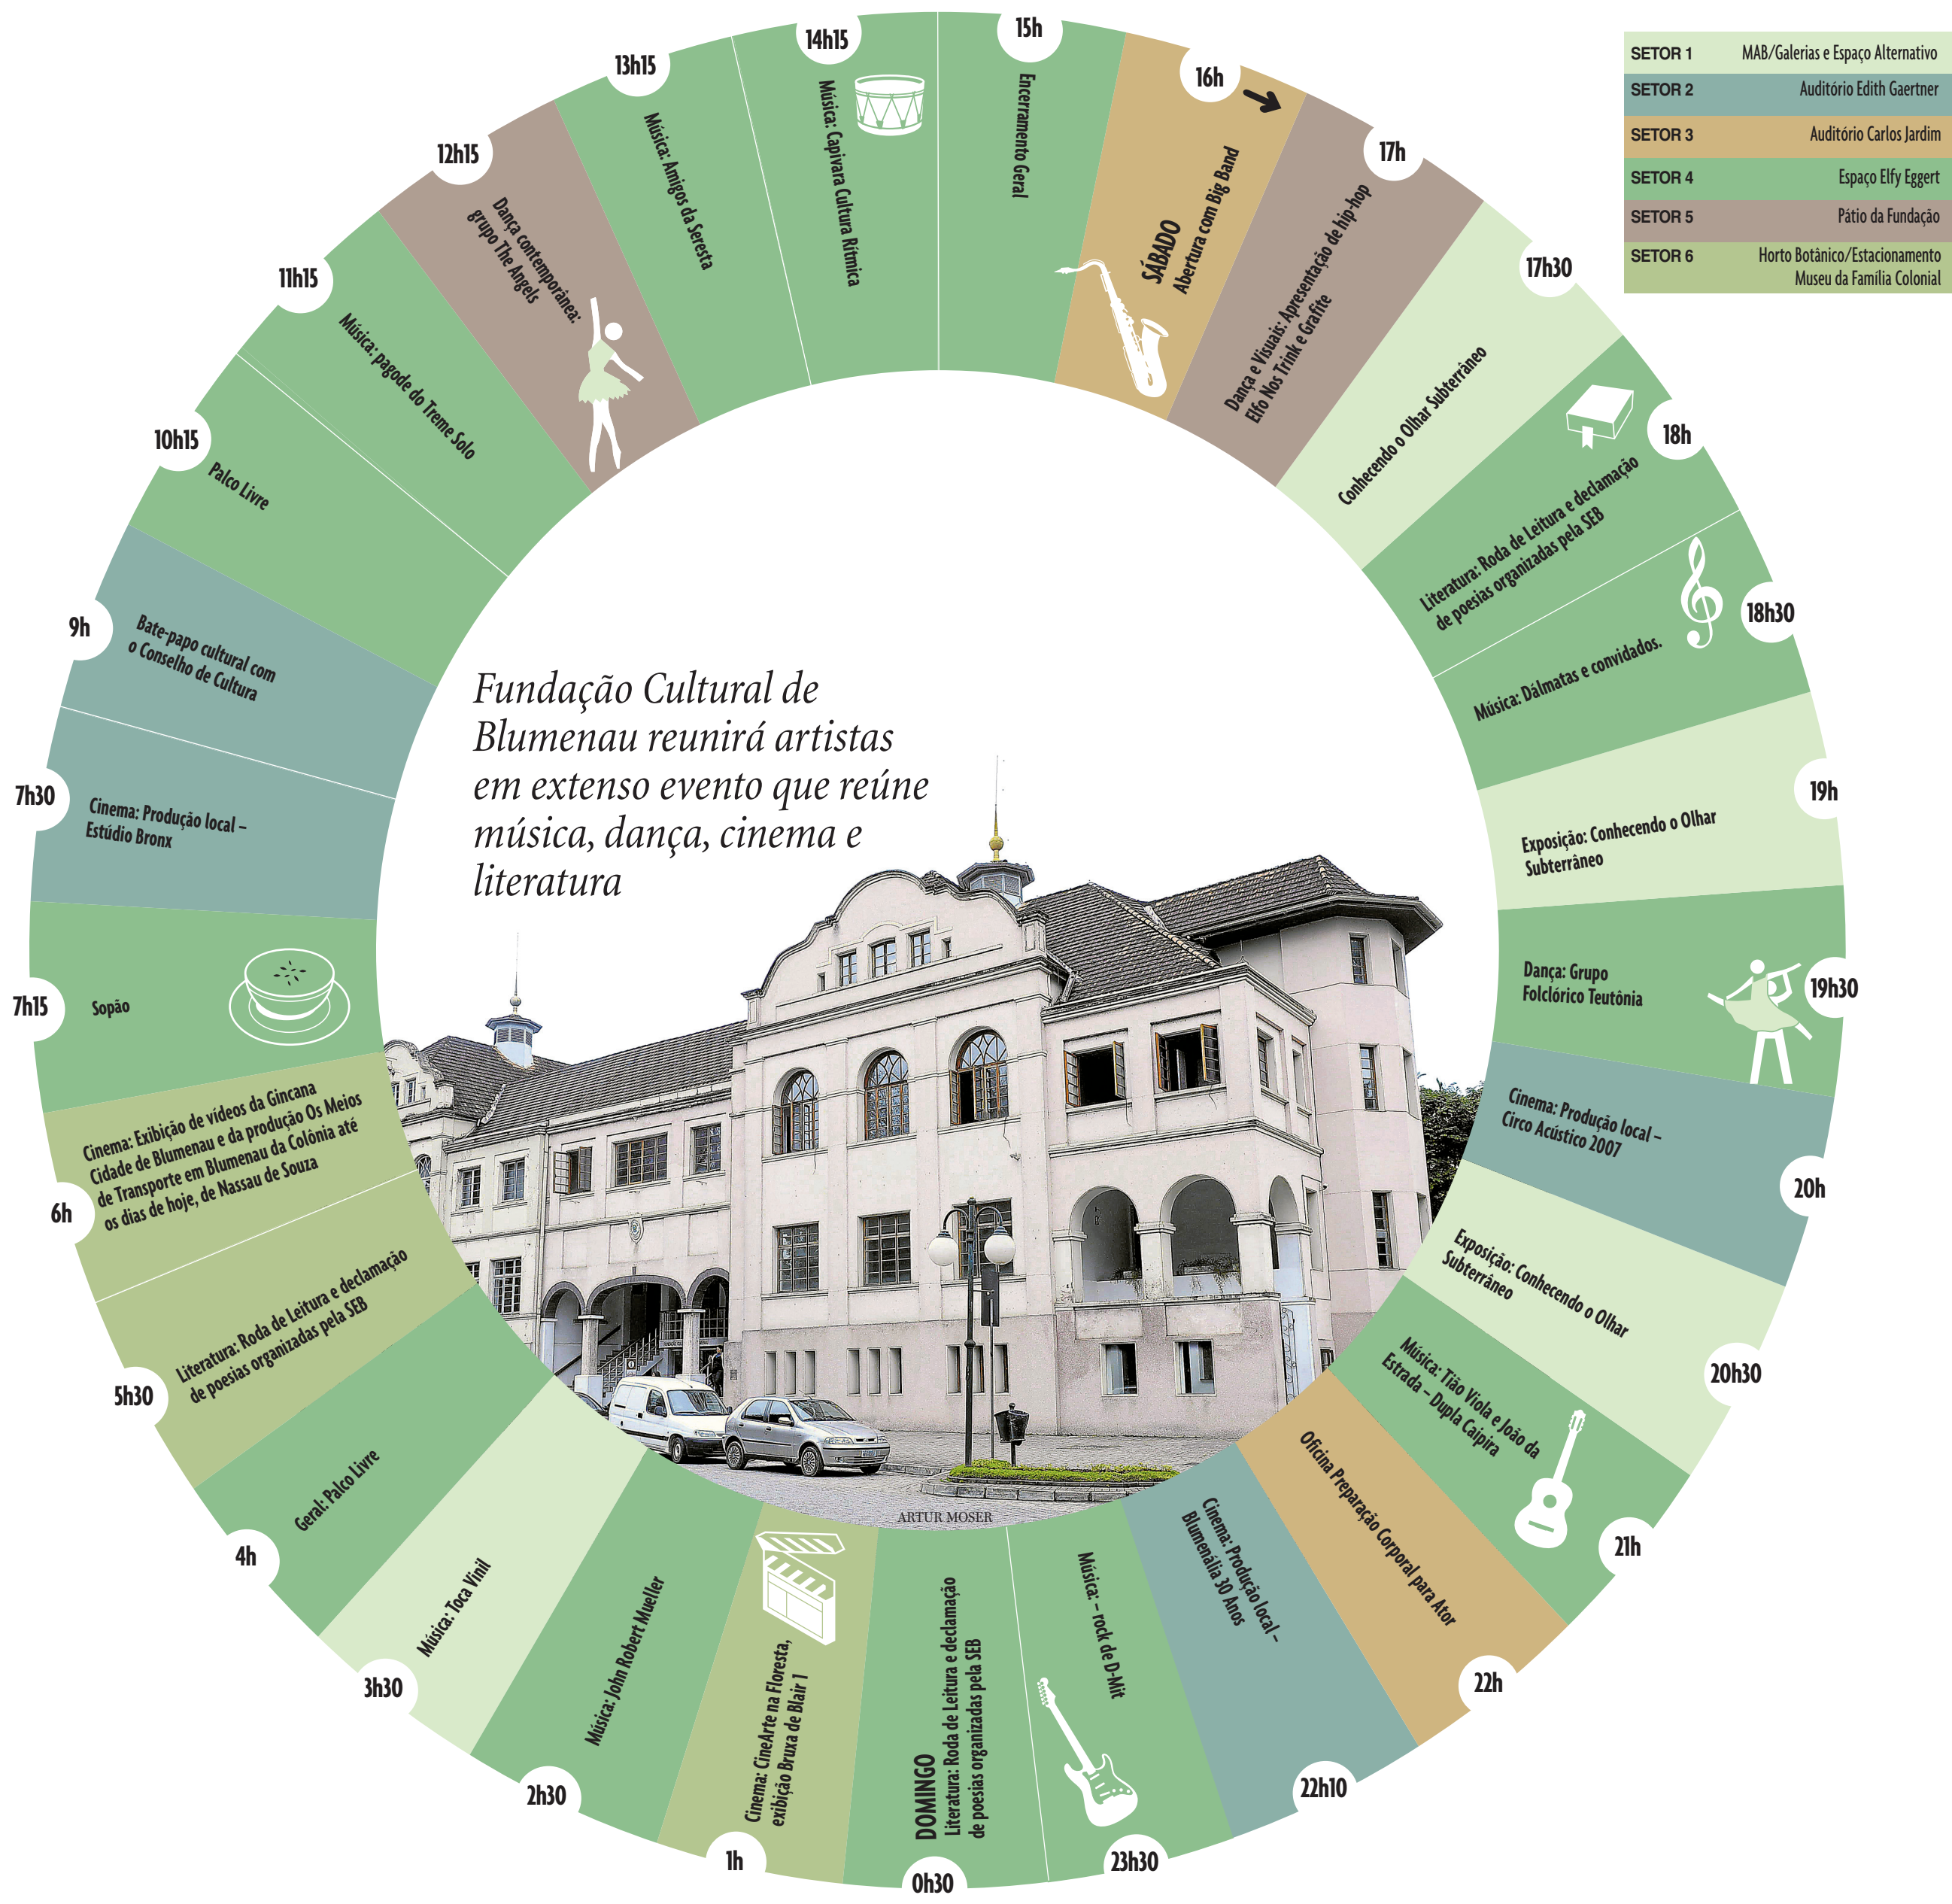 SETOR 1 MAB/Galerias e Espaço Alternativo
SETOR 2 Auditório Edith Gaertner
SETOR 3 Auditório Carlos Jardim
SETOR 4 Espaço Elfy Eggert
SETOR 5 Pátio da Fundação
SETOR 6 Horto Botânico/Estacionamento
Museu da Família Colonial
16h
SÁBADO
Abertura com Big Band
17h
Dança e Visuais: Apresentação de hip-hop
Elfo Nos Trink e Grafite
17h30
Conhecendo o Olhar Subterrâneo
18h
Literatura: Roda de Leitura e declamação
de poesias organizadas pela SEB
18h30
Música: Dálmatas e convidados.
19h
Exposição: Conhecendo o Olhar
Subterrâneo
19h30
Dança: Grupo
Folclórico Teutônia
20h
Cinema: Produção local –
Circo Acústico 2007
20h30
Exposição: Conhecendo o Olhar
Subterrâneo
21h
Música: Tião Viola e João da
Estrada – Dupla Caipira
22h
Oficina Preparação Corporal para Ator
22h10
Cinema: Produção local –
Blumenália 30 Anos
23h30
Música: – rock de D-Mit
0h30
DOMINGO
Literatura: Roda de Leitura e declamação
de poesias organizadas pela SEB
1h
Cinema: CineArte na Floresta,
exibição Bruxa de Blair 1
2h30
Música: John Robert Mueller
3h30
Música: Toca Vinil
4h
Geral: Palco Livre
5h30
Literatura: Roda de Leitura e declamação
de poesias organizadas pela SEB
6h
Cinema: Exibição de vídeos da Gincana
Cidade de Blumenau e da produção Os Meios
de Transporte em Blumenau da Colônia até
os dias de hoje, de Nassau de Souza
7h15
Sopão
7h30
Cinema: Produção local –
Estúdio Bronx
9h
Bate-papo cultural com
o Conselho de Cultura
10h15
Palco Livre
11h15
Música: pagode do Treme Solo
12h15
Dança contemporânea:
grupo The Angels
13h15
Música: Amigos da Seresta
14h15
Música: Capivara Cultura Rítmica
15h
Encerramento Geral
Fundação Cultural de
Blumenau reunirá artistas
em extenso evento que reúne
música, dança, cinema e
literatura
ARTUR MOSER